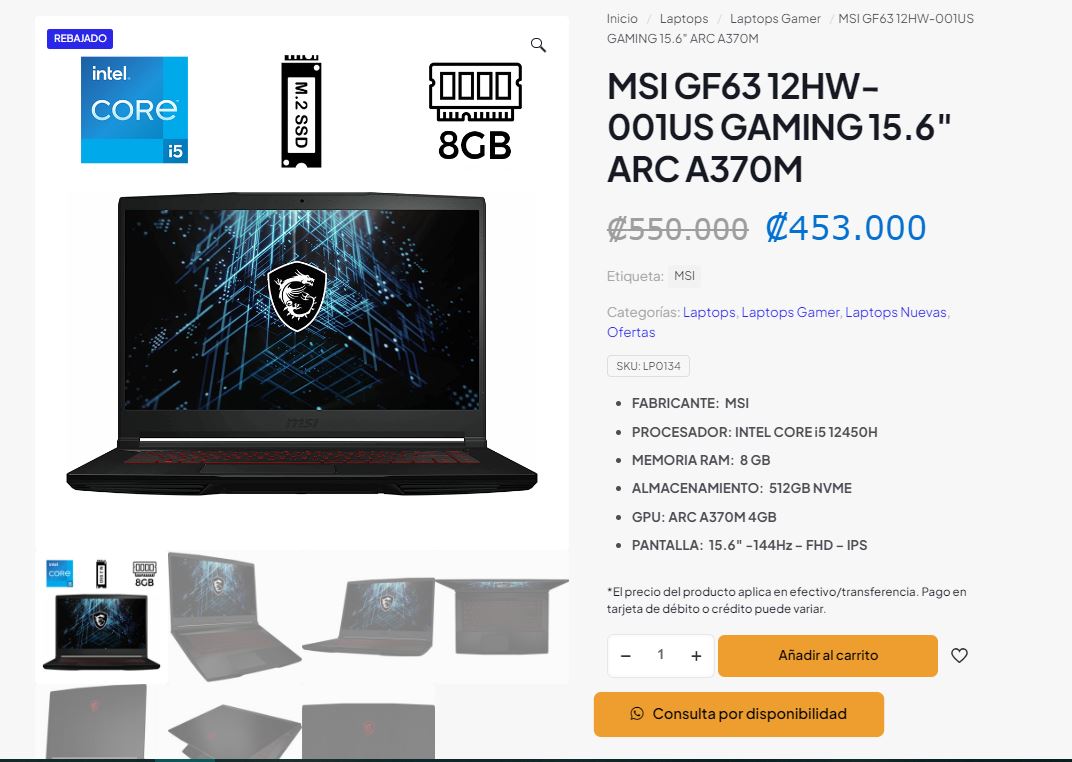 REBAJADO
intel.
CORE
i5
M.2 SSD
8GB
msi
intel
CORE
8GB
Inicio / Laptops / Laptops Gamer / MSI GF63 12HW-001US
GAMING 15.6" ARC A370M
MSI GF63 12HW-
001US GAMING 15.6"
ARC A370M
₡550.000 ₡453.000
Etiqueta: MSI
Categorías: Laptops, Laptops Gamer, Laptops Nuevas,
Ofertas
SKU: LP0134
• FABRICANTE: MSI
• PROCESADOR: INTEL CORE i5 12450H
• MEMORIA RAM: 8 GB
• ALMACENAMIENTO: 512GB NVME
• GPU: ARC A370M 4GB
• PANTALLA: 15.6" -144Hz – FHD – IPS
*El precio del producto aplica en efectivo/transferencia. Pago en
tarjeta de débito o crédito puede variar.
− 1 +
Añadir al carrito
Consulta por disponibilidad